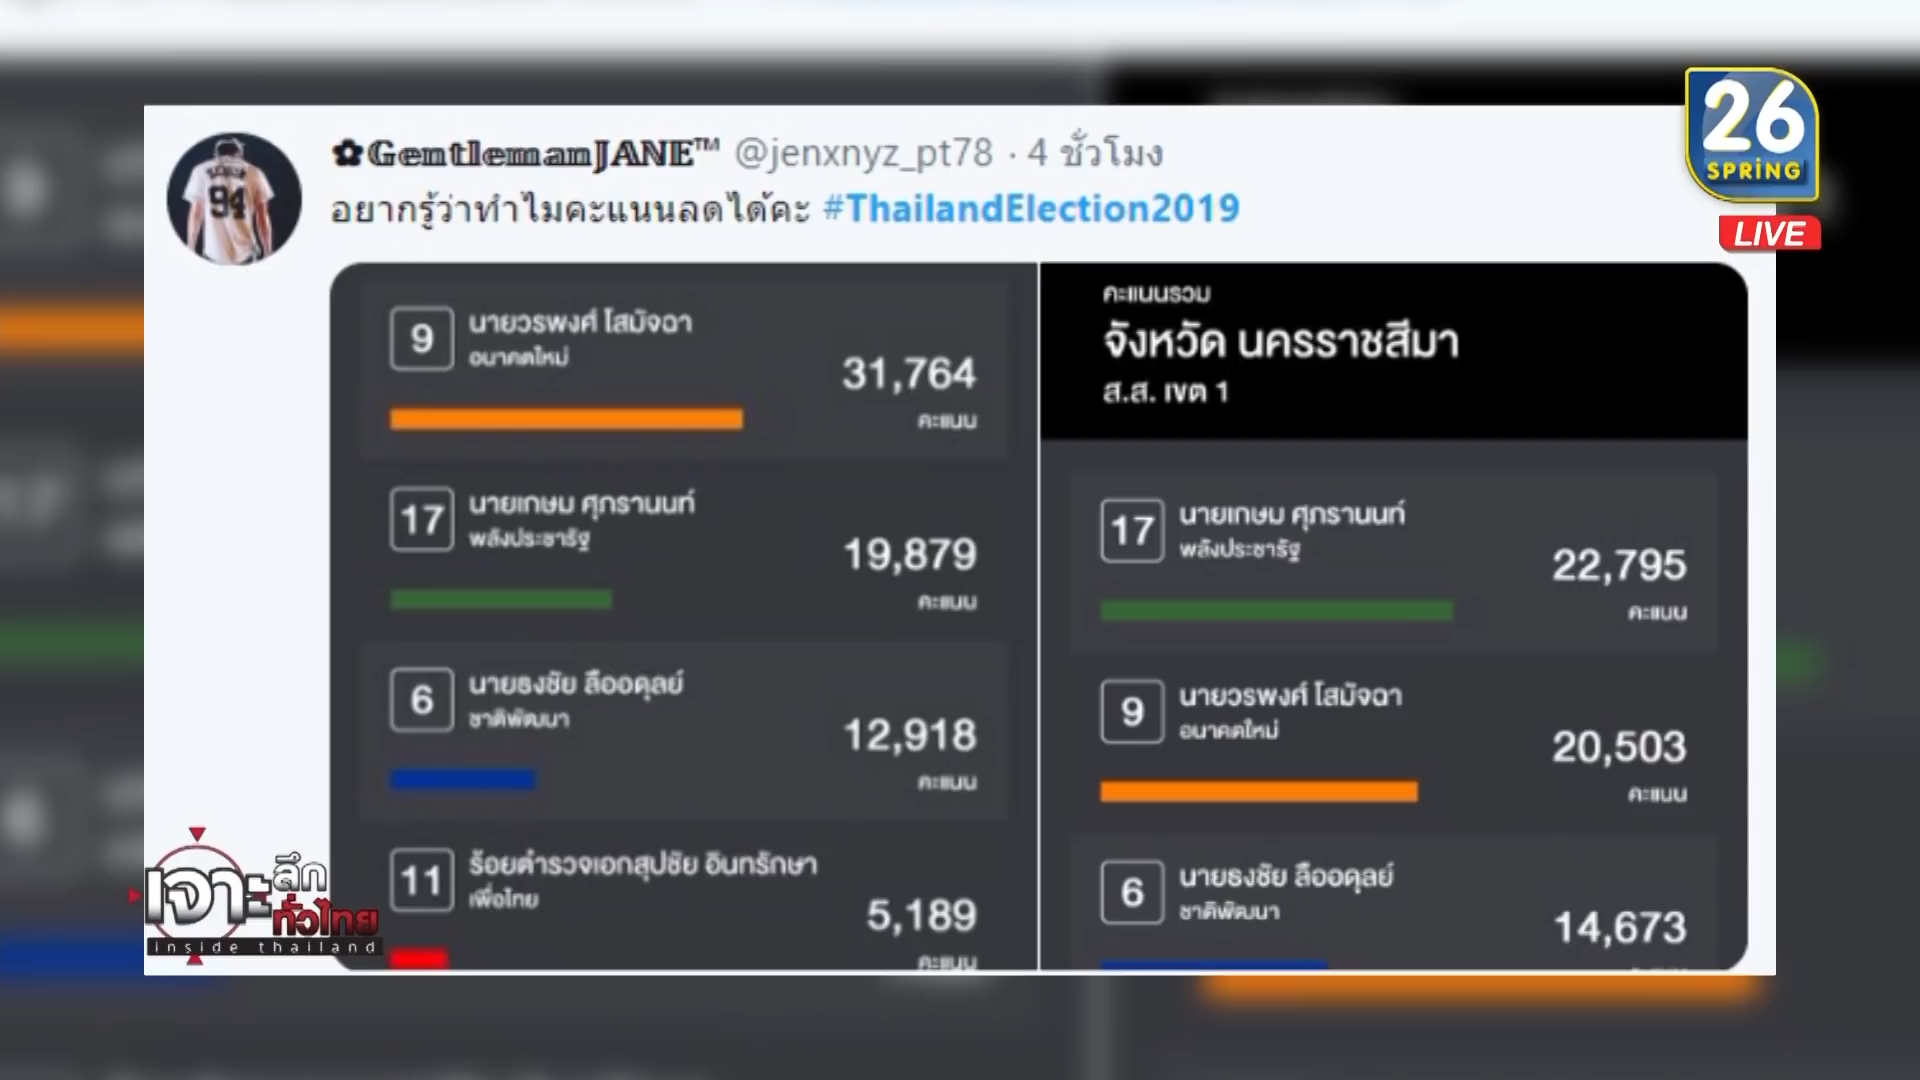 ✿GentlemanJANE™ @jenxnyz_pt78 · 4 ชั่วโมง
อยากรู้ว่าทำไมคะแนนลดได้คะ #ThailandElection2019
26
SPRiNG
LIVE
94
9
นายวรพงศ์ โสมัจฉา
อนาคตใหม่
31,764
คะแนน
17
นายเกษม ศุภรานนท์
พลังประชารัฐ
19,879
คะแนน
6
นายธงชัย ลืออดุลย์
ชาติพัฒนา
12,918
คะแนน
11
ร้อยตำรวจเอกสุปชัย อินทรักษา
เพื่อไทย
5,189
คะแนน
คะแนนรวม
จังหวัด นครราชสีมา
ส.ส. เขต 1
17
นายเกษม ศุภรานนท์
พลังประชารัฐ
22,795
คะแนน
9
นายวรพงศ์ โสมัจฉา
อนาคตใหม่
20,503
คะแนน
6
นายธงชัย ลืออดุลย์
ชาติพัฒนา
14,673
เจาะลึก
ทั่วไทย
inside thailand